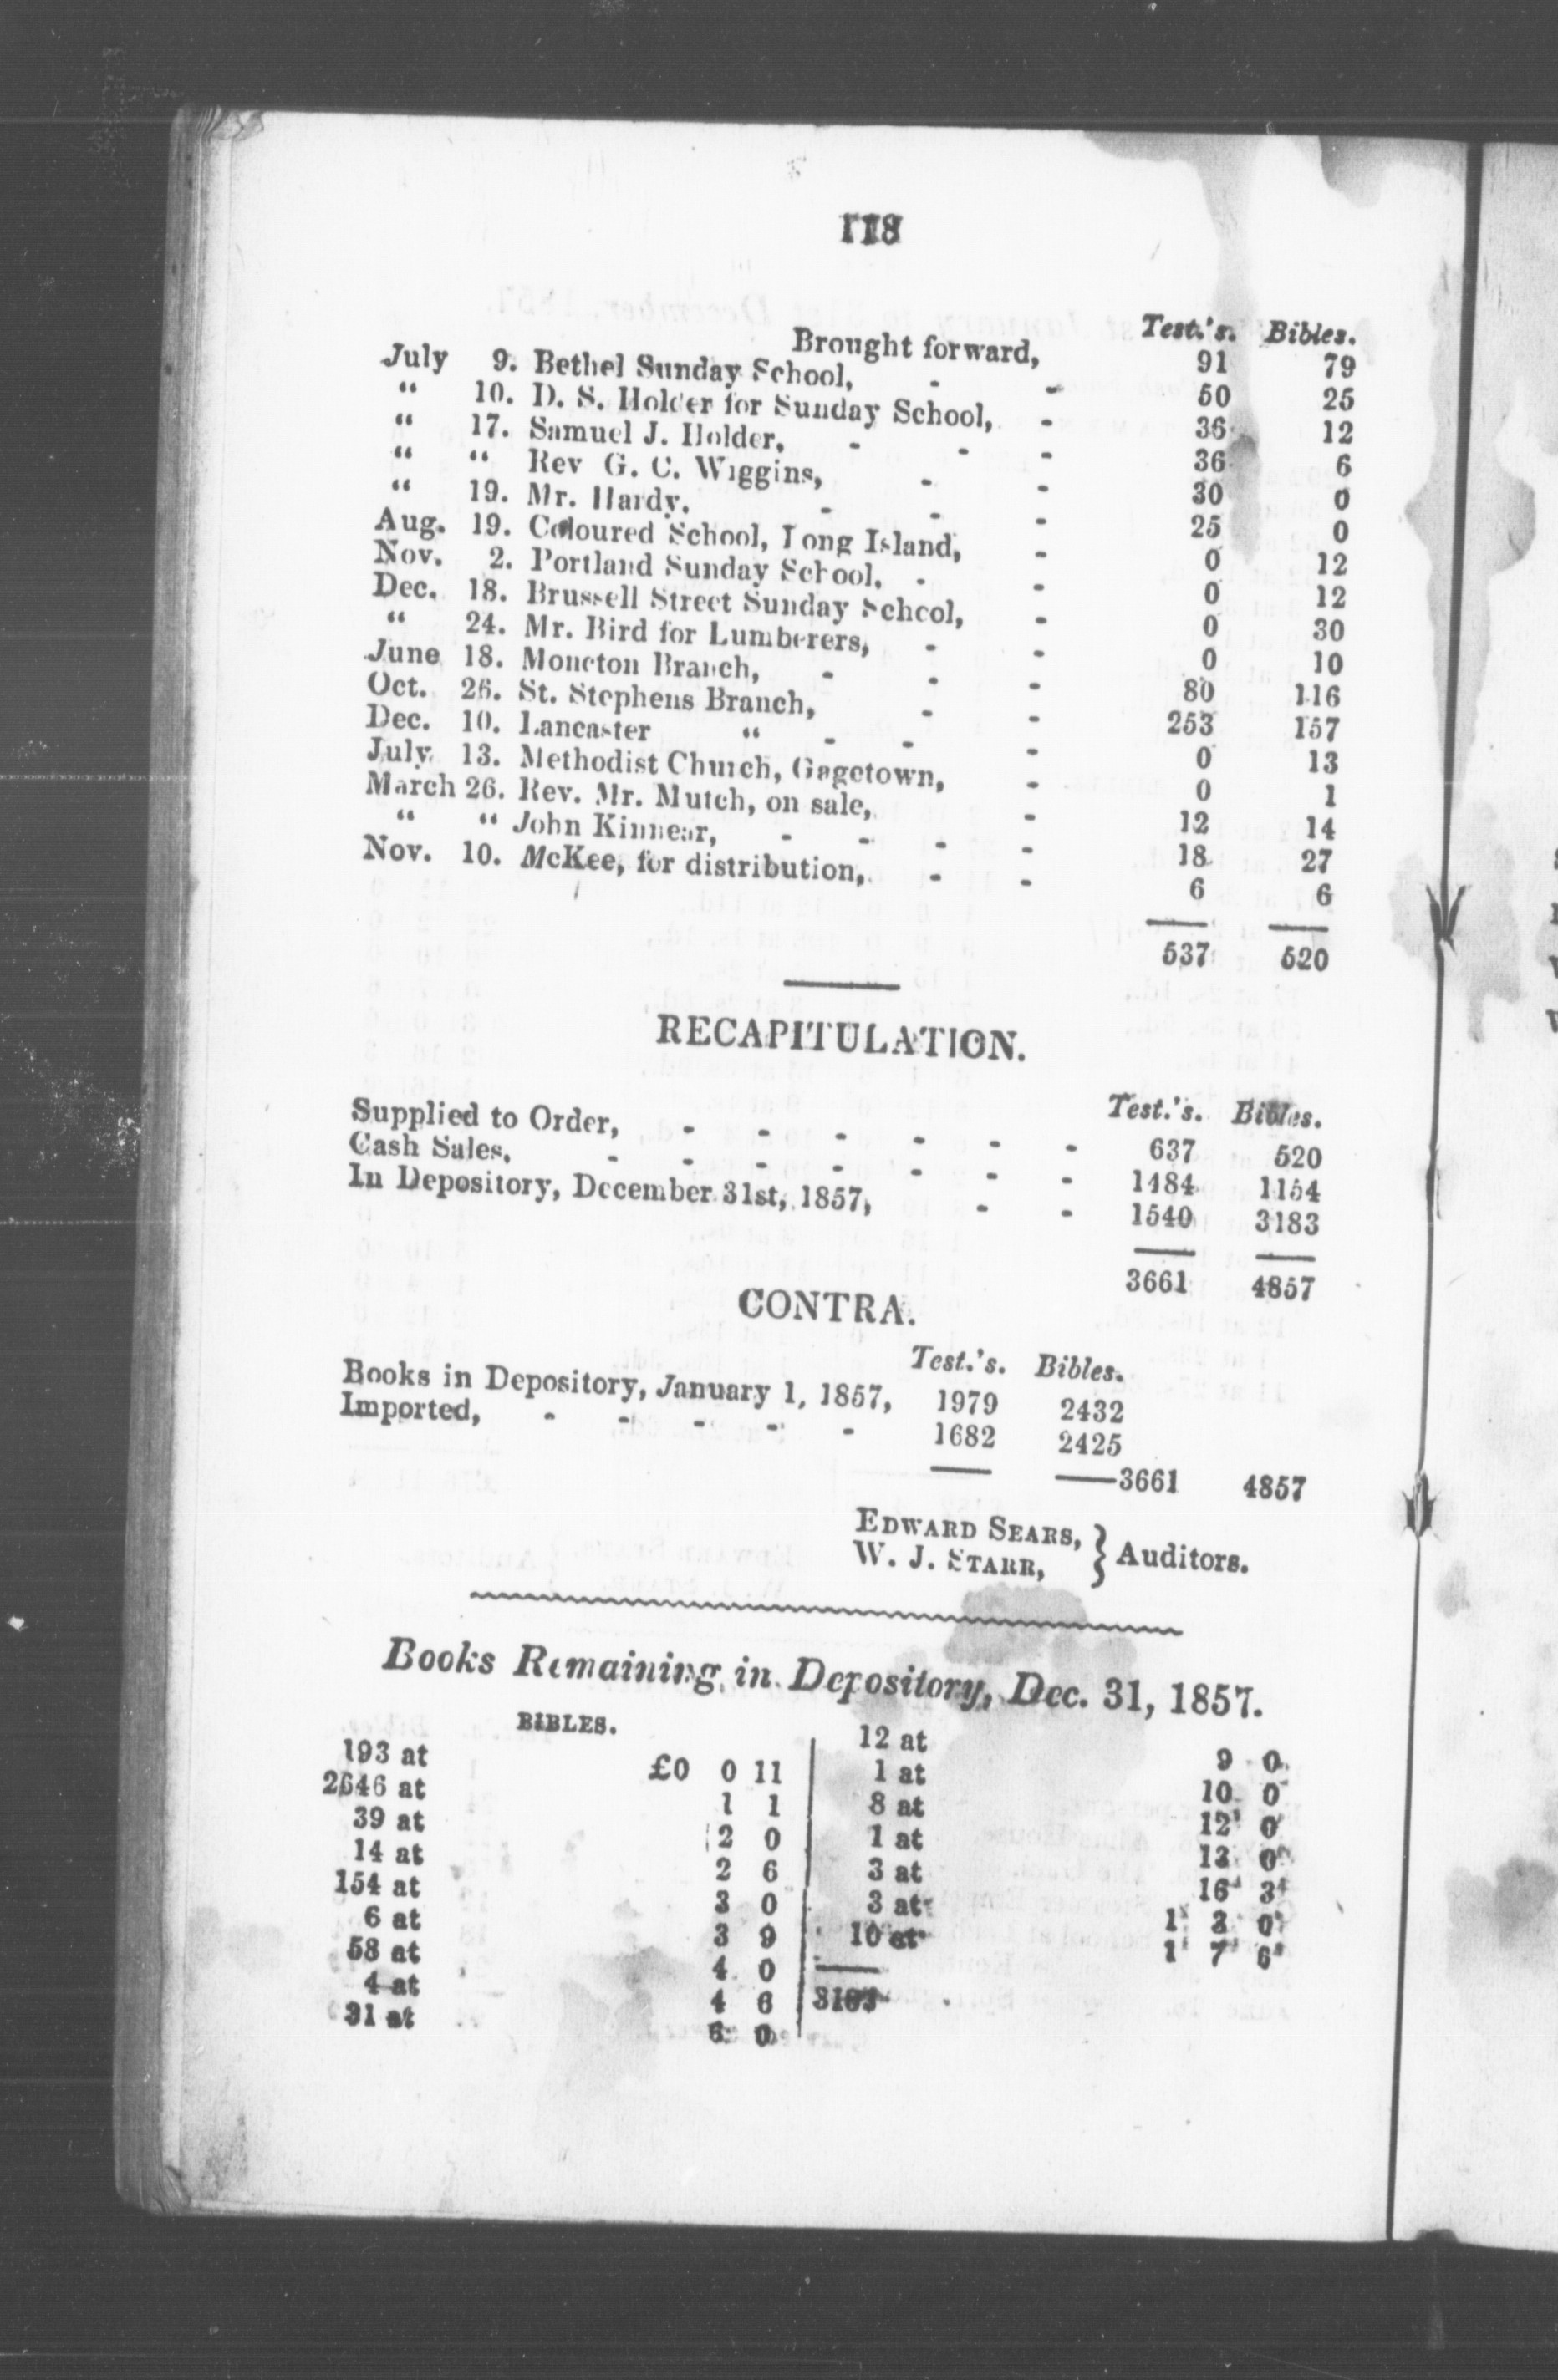 118
Test.'s. Bibles.
Brought forward, 91 79
July 9. Bethel Sunday School, - - 50 25
" 10. D. S. Holder for Sunday School, - 36 12
" 17. Samuel J. Holder, - - - 36 6
" " Rev G. C. Wiggins, - - 30 0
" 19. Mr. Hardy, - - - 25 0
Aug. 19. Coloured School, Long Island, - 0 12
Nov. 2. Portland Sunday School, - - 0 12
Dec. 18. Brussell Street Sunday School, - 0 30
" 24. Mr. Bird for Lumberers, - - 0 10
June 18. Moncton Branch, - - - 80 116
Oct. 26. St. Stephens Branch, - - 253 157
Dec. 10. Lancaster " - - - 0 13
July 13. Methodist Church, Gagetown, - 0 1
March 26. Rev. Mr. Mutch, on sale, - 12 14
" " John Kinnear, - - - - 18 27
Nov. 10. McKee, for distribution, - - 6 6
637 520
RECAPITULATION.
Test.'s. Bibles.
Supplied to Order, - - - - - - 637 520
Cash Sales, - - - - - - - 1484 1154
In Depository, December 31st, 1857, - - 1540 3183
3661 4857
CONTRA.
Test.'s. Bibles.
Books in Depository, January 1, 1857, 1979 2432
Imported, - - - - - 1682 2425
3661 4857
EDWARD SEARS, } Auditors.
W. J. STARR,
Books Remaining in Depository, Dec. 31, 1857.
BIBLES.
193 at £0 0 11
2646 at 1 1
39 at 2 0
14 at 2 6
154 at 3 0
6 at 3 9
58 at 4 0
4 at 4 6
31 at 6 0
12 at 9 0
1 at 10 0
8 at 12 0
1 at 13 0
3 at 16 3
3 at 1 3 0
10 at 1 7 6
3183